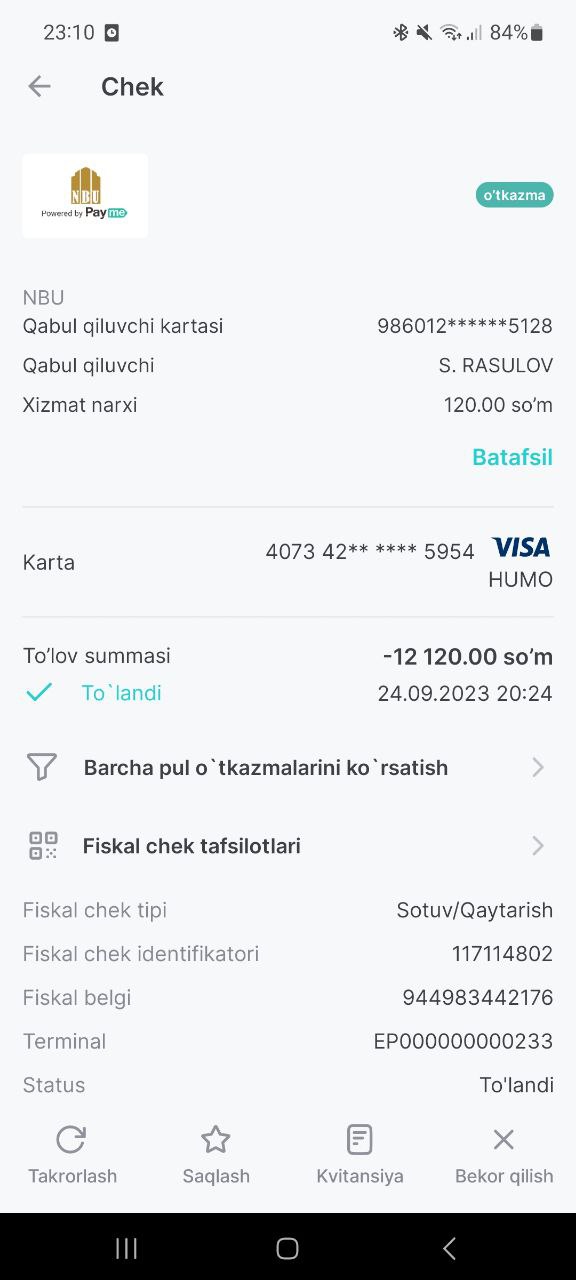 23:10 84%
Chek
NBU
Powered by Payme
o'tkazma
NBU
Qabul qiluvchi kartasi 986012******5128
Qabul qiluvchi S. RASULOV
Xizmat narxi 120.00 so’m
Batafsil
Karta 4073 42** **** 5954 VISA
HUMO
To’lov summasi -12 120.00 so’m
To`landi 24.09.2023 20:24
Barcha pul o`tkazmalarini ko`rsatish
Fiskal chek tafsilotlari
Fiskal chek tipi Sotuv/Qaytarish
Fiskal chek identifikatori 117114802
Fiskal belgi 944983442176
Terminal EP000000000233
Status To'landi
Takrorlash Saqlash Kvitansiya Bekor qilish